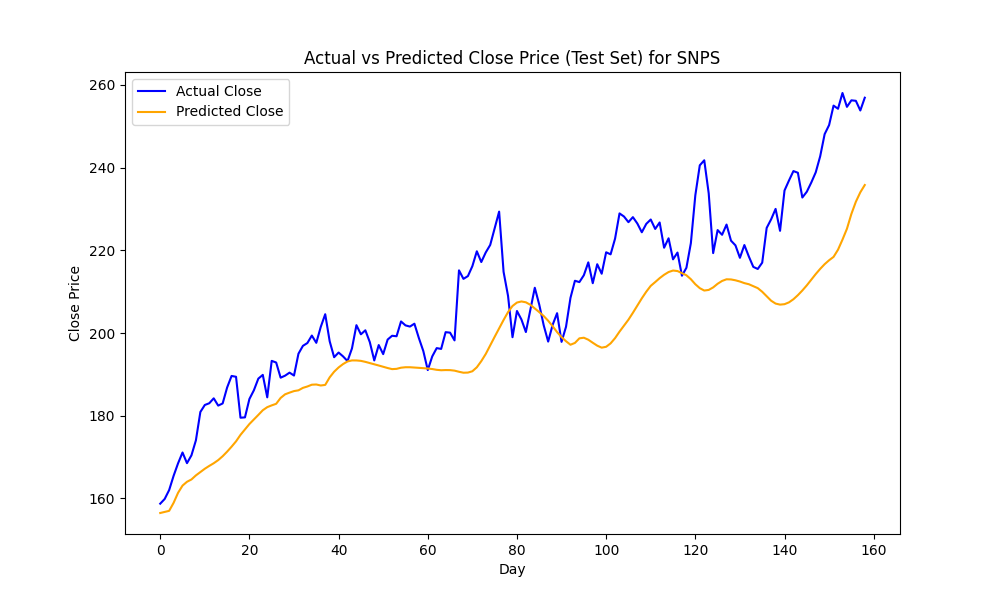 Actual vs Predicted Close Price (Test Set) for SNPS
Actual Close
Predicted Close
260
240
220
200
180
160
Close Price
0 20 40 60 80 100 120 140 160
Day